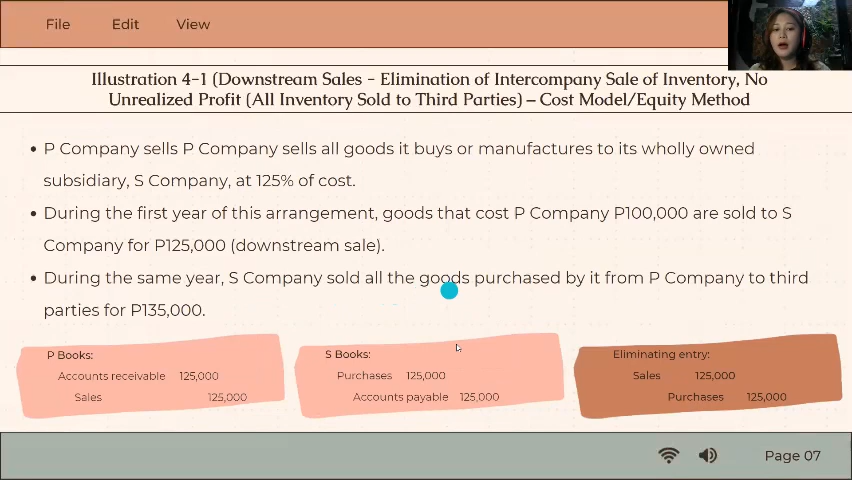 File Edit View
Illustration 4-1 (Downstream Sales - Elimination of Intercompany Sale of Inventory, No
Unrealized Profit (All Inventory Sold to Third Parties) – Cost Model/Equity Method
• P Company sells P Company sells all goods it buys or manufactures to its wholly owned
subsidiary, S Company, at 125% of cost.
• During the first year of this arrangement, goods that cost P Company P100,000 are sold to S
Company for P125,000 (downstream sale).
• During the same year, S Company sold all the goods purchased by it from P Company to third
parties for P135,000.
P Books:
Accounts receivable 125,000
Sales 125,000
S Books:
Purchases 125,000
Accounts payable 125,000
Eliminating entry:
Sales 125,000
Purchases 125,000
Page 07